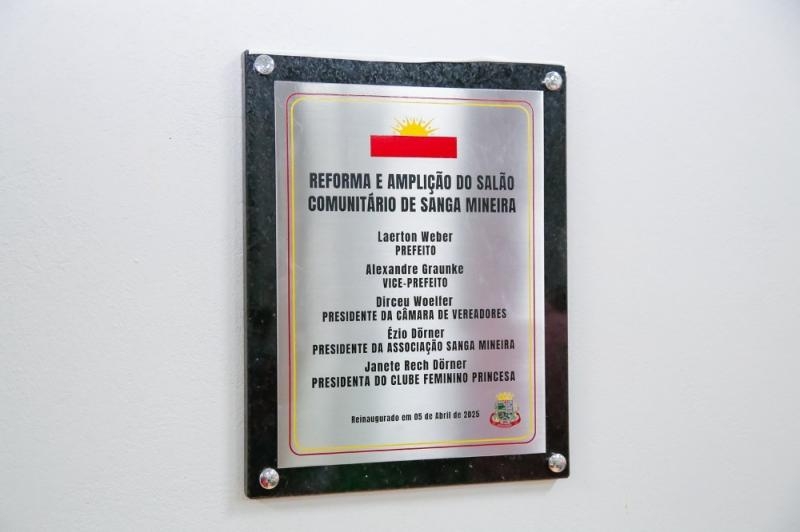 REFORMA E AMPLIÇÃO DO SALÃO
COMUNITÁRIO DE SANGA MINEIRA
Laerton Weber
PREFEITO
Alexandre Graunke
VICE-PREFEITO
Dirceu Woelfer
PRESIDENTE DA CÂMARA DE VEREADORES
Ézio Dörner
PRESIDENTE DA ASSOCIAÇÃO SANGA MINEIRA
Janete Rech Dörner
PRESIDENTA DO CLUBE FEMININO PRINCESA
Reinaugurado em 05 de Abril de 2025